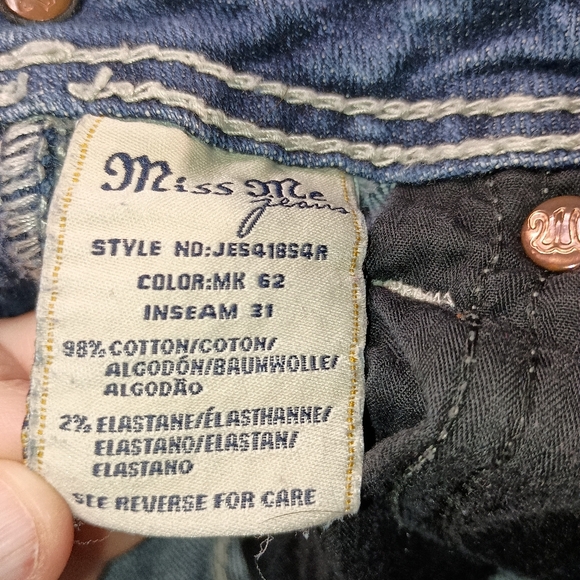 Miss Me
jeans
STYLE NO:JES418S4R
COLOR:MK 62
INSEAM 31
98% COTTON/COTON/
ALGODÓN/BAUMWOLLE/
ALGODÃO
2% ELASTANE/ÉLASTHANNE/
ELASTANO/ELASTAN/
ELASTANO
SEE REVERSE FOR CARE